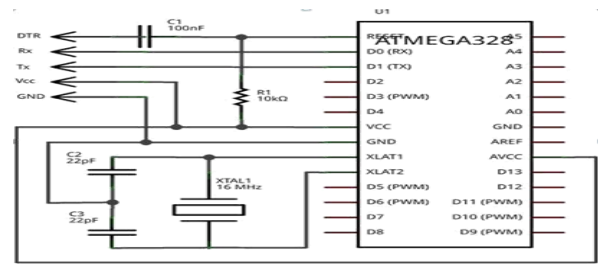 U1
C1
100nF
DTR
Rx
Tx
Vcc
GND
R1
10kΩ
C2
22pF
C3
22pF
XTAL1
16 MHz
ATMEGA328
RESET A5
D0 (RX) A4
D1 (TX) A3
D2 A2
D3 (PWM) A1
D4 A0
VCC GND
GND AREF
XLAT1 AVCC
XLAT2 D13
D5 (PWM) D12
D6 (PWM) D11 (PWM)
D7 D10 (PWM)
D8 D9 (PWM)